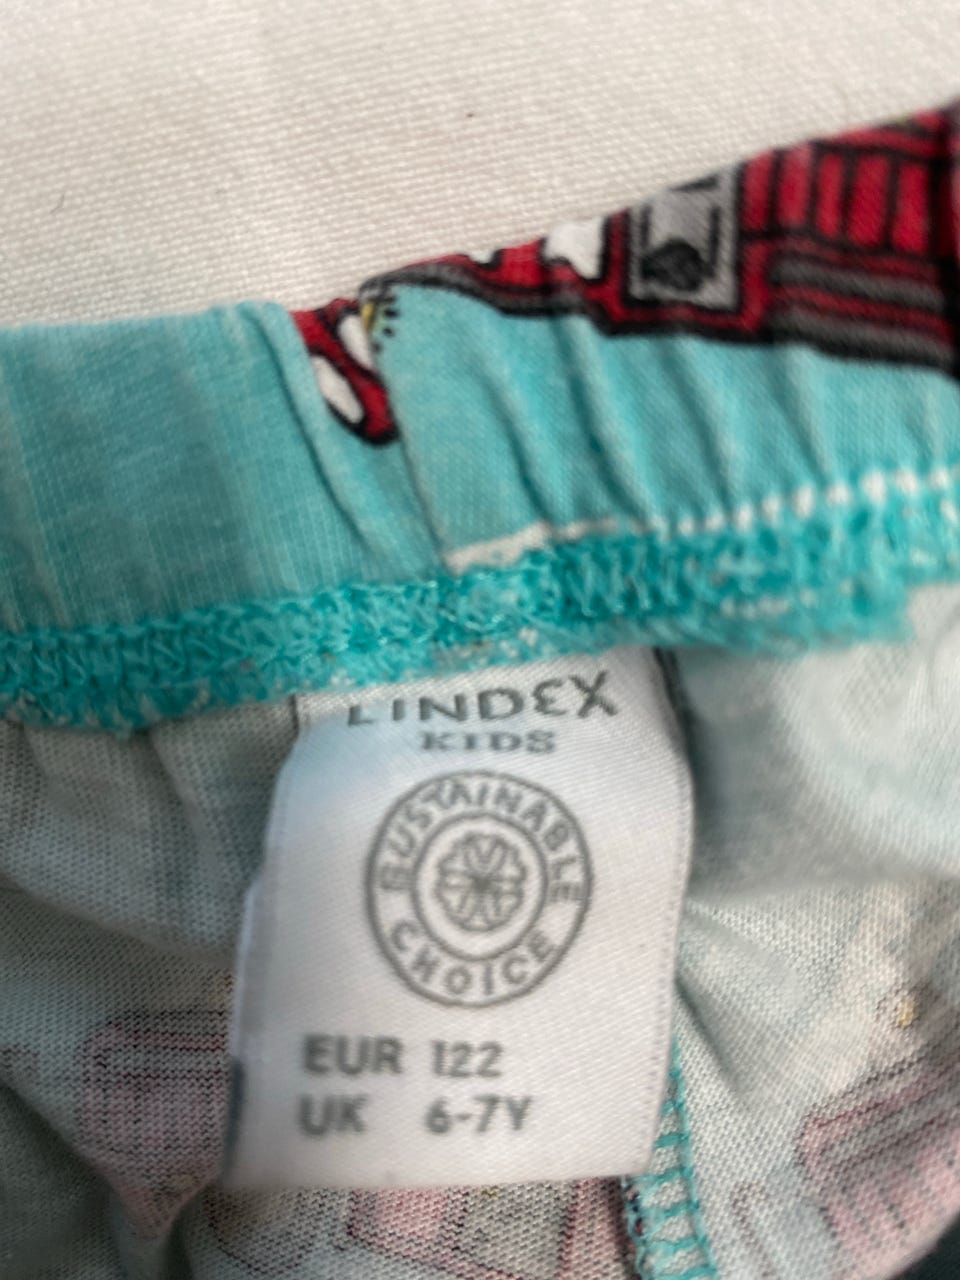 LINDEX
KIDS
SUSTAINABLE
CHOICE
EUR 122
UK 6-7Y